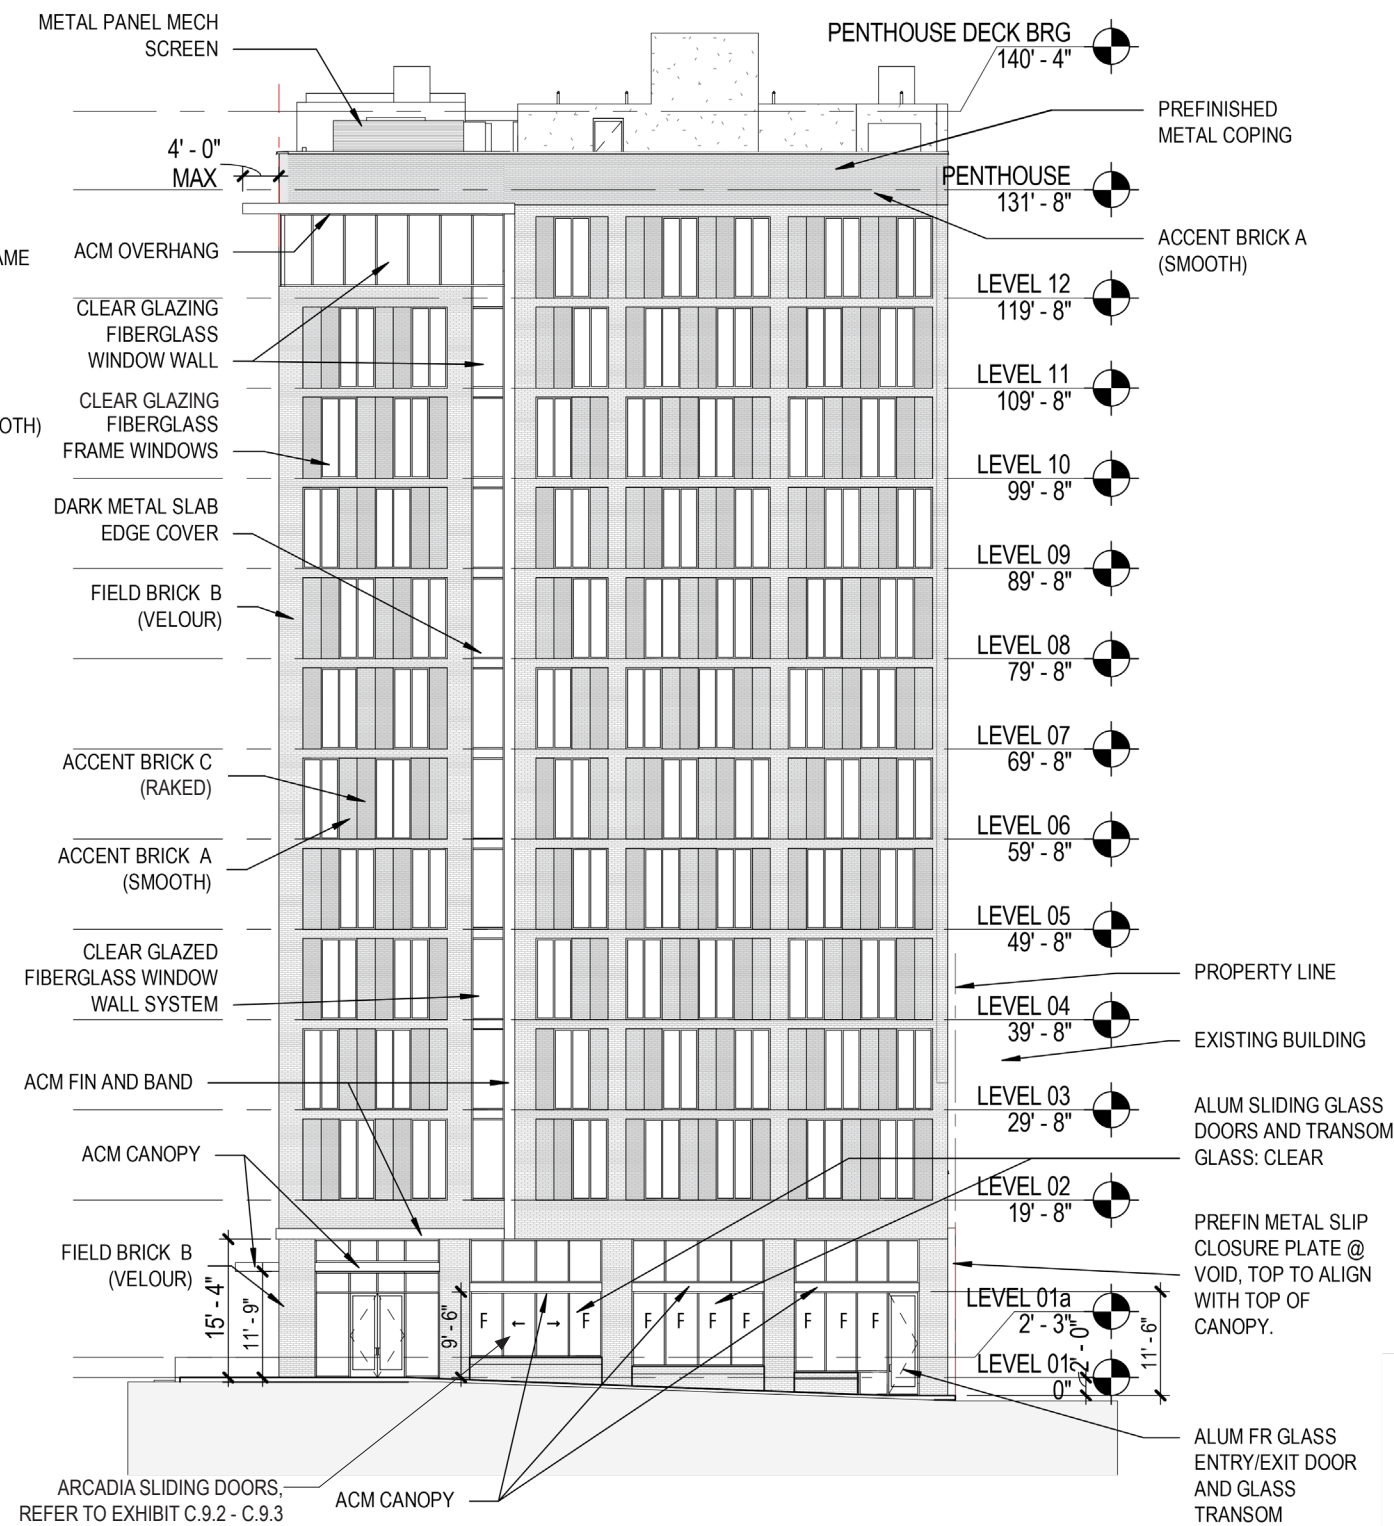 METAL PANEL MECH
SCREEN
4' - 0"
MAX
AME
ACM OVERHANG
CLEAR GLAZING
FIBERGLASS
WINDOW WALL
CLEAR GLAZING
FIBERGLASS
FRAME WINDOWS
OTH)
DARK METAL SLAB
EDGE COVER
FIELD BRICK B
(VELOUR)
ACCENT BRICK C
(RAKED)
ACCENT BRICK A
(SMOOTH)
CLEAR GLAZED
FIBERGLASS WINDOW
WALL SYSTEM
ACM FIN AND BAND
ACM CANOPY
FIELD BRICK B
(VELOUR)
15' - 4"
11' - 9"
9' - 6"
F ← → F
F F F F
F F F
ARCADIA SLIDING DOORS,
REFER TO EXHIBIT C.9.2 - C.9.3
ACM CANOPY
PENTHOUSE DECK BRG
140' - 4"
PENTHOUSE
131' - 8"
LEVEL 12
119' - 8"
LEVEL 11
109' - 8"
LEVEL 10
99' - 8"
LEVEL 09
89' - 8"
LEVEL 08
79' - 8"
LEVEL 07
69' - 8"
LEVEL 06
59' - 8"
LEVEL 05
49' - 8"
LEVEL 04
39' - 8"
LEVEL 03
29' - 8"
LEVEL 02
19' - 8"
LEVEL 01a
2' - 3"
LEVEL 01
0"
2' - 0"
11' - 6"
PREFINISHED
METAL COPING
ACCENT BRICK A
(SMOOTH)
PROPERTY LINE
EXISTING BUILDING
ALUM SLIDING GLASS
DOORS AND TRANSOM
GLASS: CLEAR
PREFIN METAL SLIP
CLOSURE PLATE @
VOID, TOP TO ALIGN
WITH TOP OF
CANOPY.
ALUM FR GLASS
ENTRY/EXIT DOOR
AND GLASS
TRANSOM